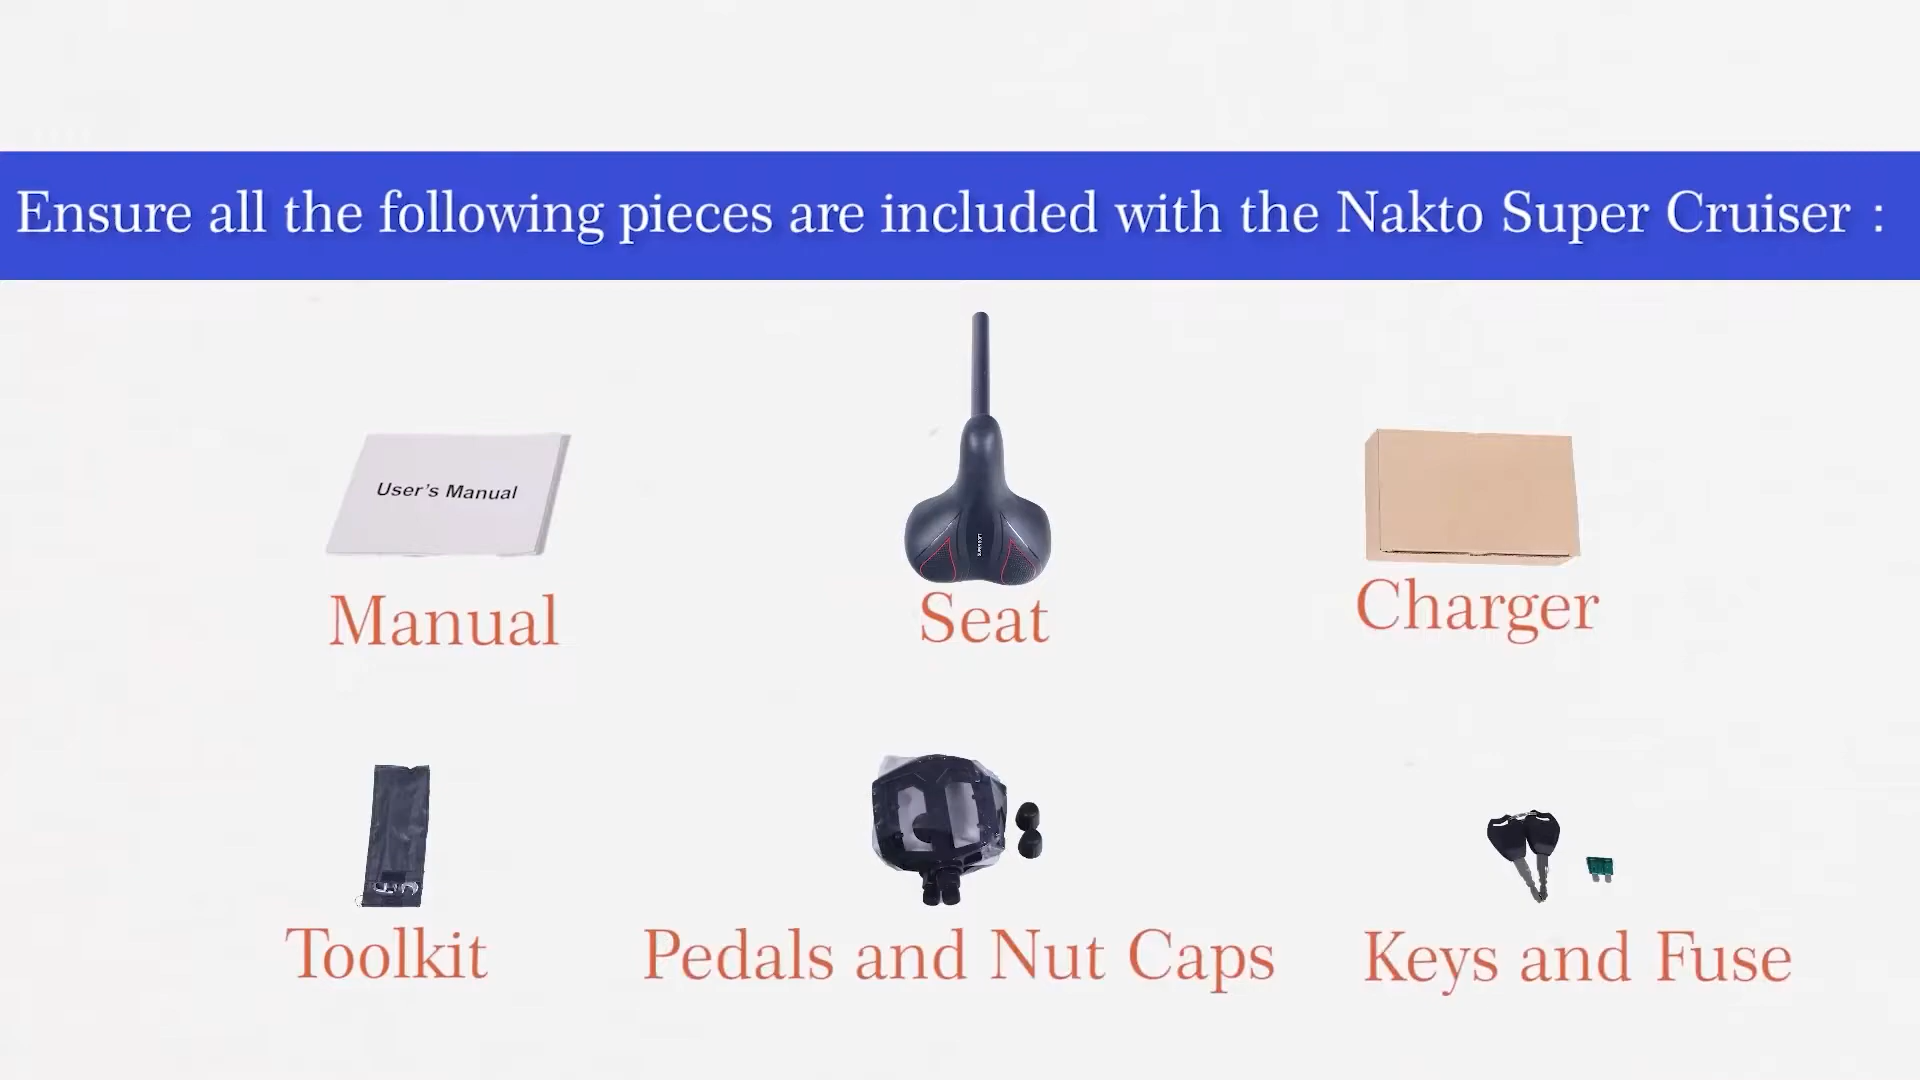 Ensure all the following pieces are included with the Nakto Super Cruiser :
User's Manual
Manual
Seat
Charger
Toolkit
Pedals and Nut Caps
Keys and Fuse